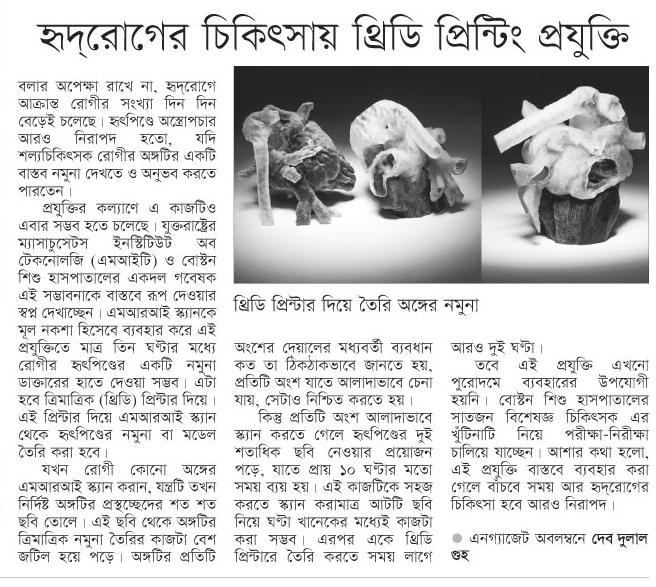 হৃদ্‌রোগের চিকিৎসায় থ্রিডি প্রিন্টিং প্রযুক্তি
বলার অপেক্ষা রাখে না, হৃদ্‌রোগে
আক্রান্ত রোগীর সংখ্যা দিন দিন
বেড়েই চলেছে। হৃৎপিণ্ডে অস্ত্রোপচার
আরও নিরাপদ হতো, যদি
শল্যচিকিৎসক রোগীর অঙ্গটির একটি
বাস্তব নমুনা দেখতে ও অনুভব করতে
পারতেন।
প্রযুক্তির কল্যাণে এ কাজটিও
এবার সম্ভব হতে চলেছে। যুক্তরাষ্ট্রের
ম্যাসাচুসেটস ইনস্টিটিউট অব
টেকনোলজি (এমআইটি) ও বোস্টন
শিশু হাসপাতালের একদল গবেষক
এই সম্ভাবনাকে বাস্তবে রূপ দেওয়ার
স্বপ্ন দেখাচ্ছেন। এমআরআই স্ক্যানকে
মূল নকশা হিসেবে ব্যবহার করে এই
প্রযুক্তিতে মাত্র তিন ঘণ্টার মধ্যে
রোগীর হৃৎপিণ্ডের একটি নমুনা
ডাক্তারের হাতে দেওয়া সম্ভব। এটা
হবে ত্রিমাত্রিক (থ্রিডি) প্রিন্টার দিয়ে।
এই প্রিন্টার দিয়ে এমআরআই স্ক্যান
থেকে হৃৎপিণ্ডের নমুনা বা মডেল
তৈরি করা হবে।
যখন রোগী কোনো অঙ্গের
এমআরআই স্ক্যান করান, যন্ত্রটি তখন
নির্দিষ্ট অঙ্গটির প্রস্থচ্ছেদের শত শত
ছবি তোলে। এই ছবি থেকে অঙ্গটির
ত্রিমাত্রিক নমুনা তৈরির কাজটা বেশ
জটিল হয়ে পড়ে। অঙ্গটির প্রতিটি
থ্রিডি প্রিন্টার দিয়ে তৈরি অঙ্গের নমুনা
অংশের দেয়ালের মধ্যবর্তী ব্যবধান
কত তা ঠিকঠাকভাবে জানতে হয়,
প্রতিটি অংশ যাতে আলাদাভাবে চেনা
যায়, সেটাও নিশ্চিত করতে হয়।
কিন্তু প্রতিটি অংশ আলাদাভাবে
স্ক্যান করতে গেলে হৃৎপিণ্ডের দুই
শতাধিক ছবি নেওয়ার প্রয়োজন
পড়ে, যাতে প্রায় ১০ ঘণ্টার মতো
সময় ব্যয় হয়। এই কাজটিকে সহজ
করতে স্ক্যান করামাত্র আটটি ছবি
নিয়ে ঘণ্টা খানেকের মধ্যেই কাজটা
করা সম্ভব। এরপর একে থ্রিডি
প্রিন্টারে তৈরি করতে সময় লাগে
আরও দুই ঘণ্টা।
তবে এই প্রযুক্তি এখনো
পুরোদমে ব্যবহারের উপযোগী
হয়নি। বোস্টন শিশু হাসপাতালের
সাতজন বিশেষজ্ঞ চিকিৎসক এর
খুঁটিনাটি নিয়ে পরীক্ষা-নিরীক্ষা
চালিয়ে যাচ্ছেন। আশার কথা হলো,
এই প্রযুক্তি বাস্তবে ব্যবহার করা
গেলে বাঁচবে সময় আর হৃদ্‌রোগের
চিকিৎসা হবে আরও নিরাপদ।
● এনগ্যাজেট অবলম্বনে দেব দুলাল
গুহ